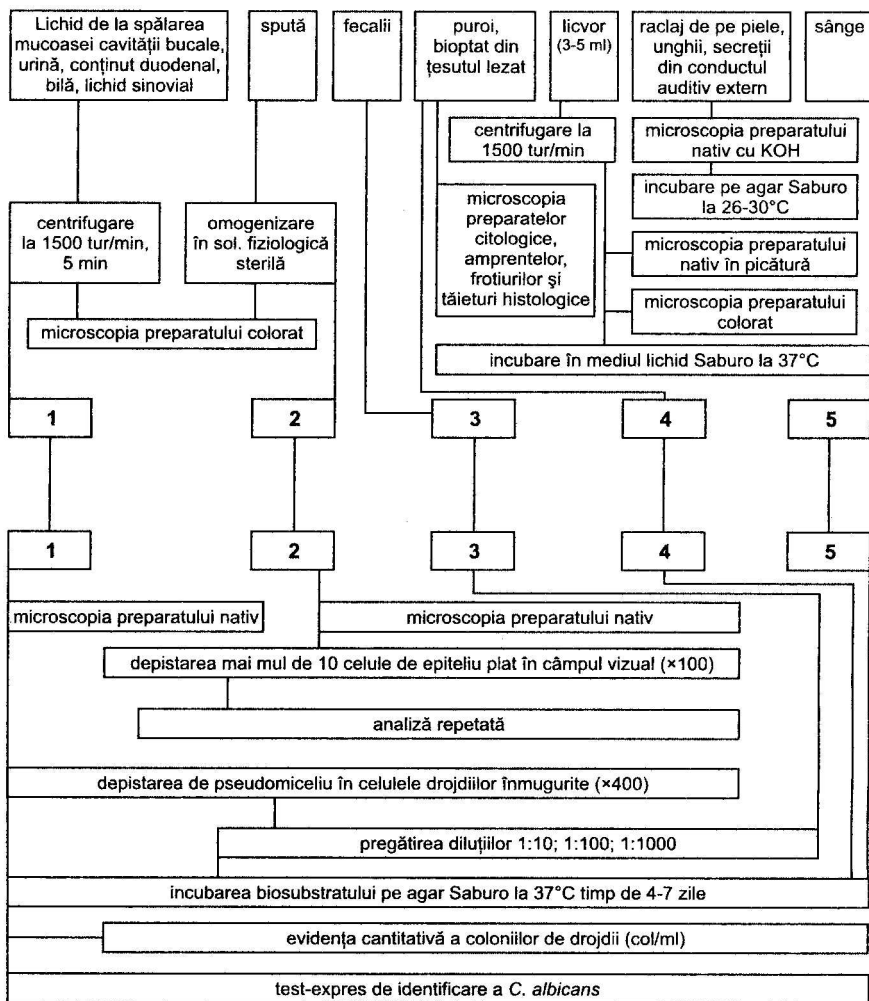 Lichid de la spălarea
mucoasei cavității bucale,
urină, conținut duodenal,
bilă, lichid sinovial
spută
fecalii
puroi,
bioptat din
țesutul lezat
licvor
(3-5 ml)
raclaj de pe piele,
unghii, secreții
din conductul
auditiv extern
sânge
centrifugare la
1500 tur/min
microscopia preparatului
nativ cu KOH
incubare pe agar Saburo
la 26-30°C
centrifugare
la 1500 tur/min,
5 min
omogenizare
în sol. fiziologică
sterilă
microscopia
preparatelor
citologice,
amprentelor,
frotiurilor și
tăieturi histologice
microscopia preparatului
nativ în picătură
microscopia preparatului
colorat
microscopia preparatului colorat
incubare în mediul lichid Saburo la 37°C
1
2
3
4
5
1
2
3
4
5
microscopia preparatului nativ
microscopia preparatului nativ
depistarea mai mul de 10 celule de epiteliu plat în câmpul vizual (×100)
analiză repetată
depistarea de pseudomiceliu în celulele drojdiilor înmugurite (×400)
pregătirea diluțiilor 1:10; 1:100; 1:1000
incubarea biosubstratului pe agar Saburo la 37°C timp de 4-7 zile
evidența cantitativă a coloniilor de drojdii (col/ml)
test-expres de identificare a C. albicans